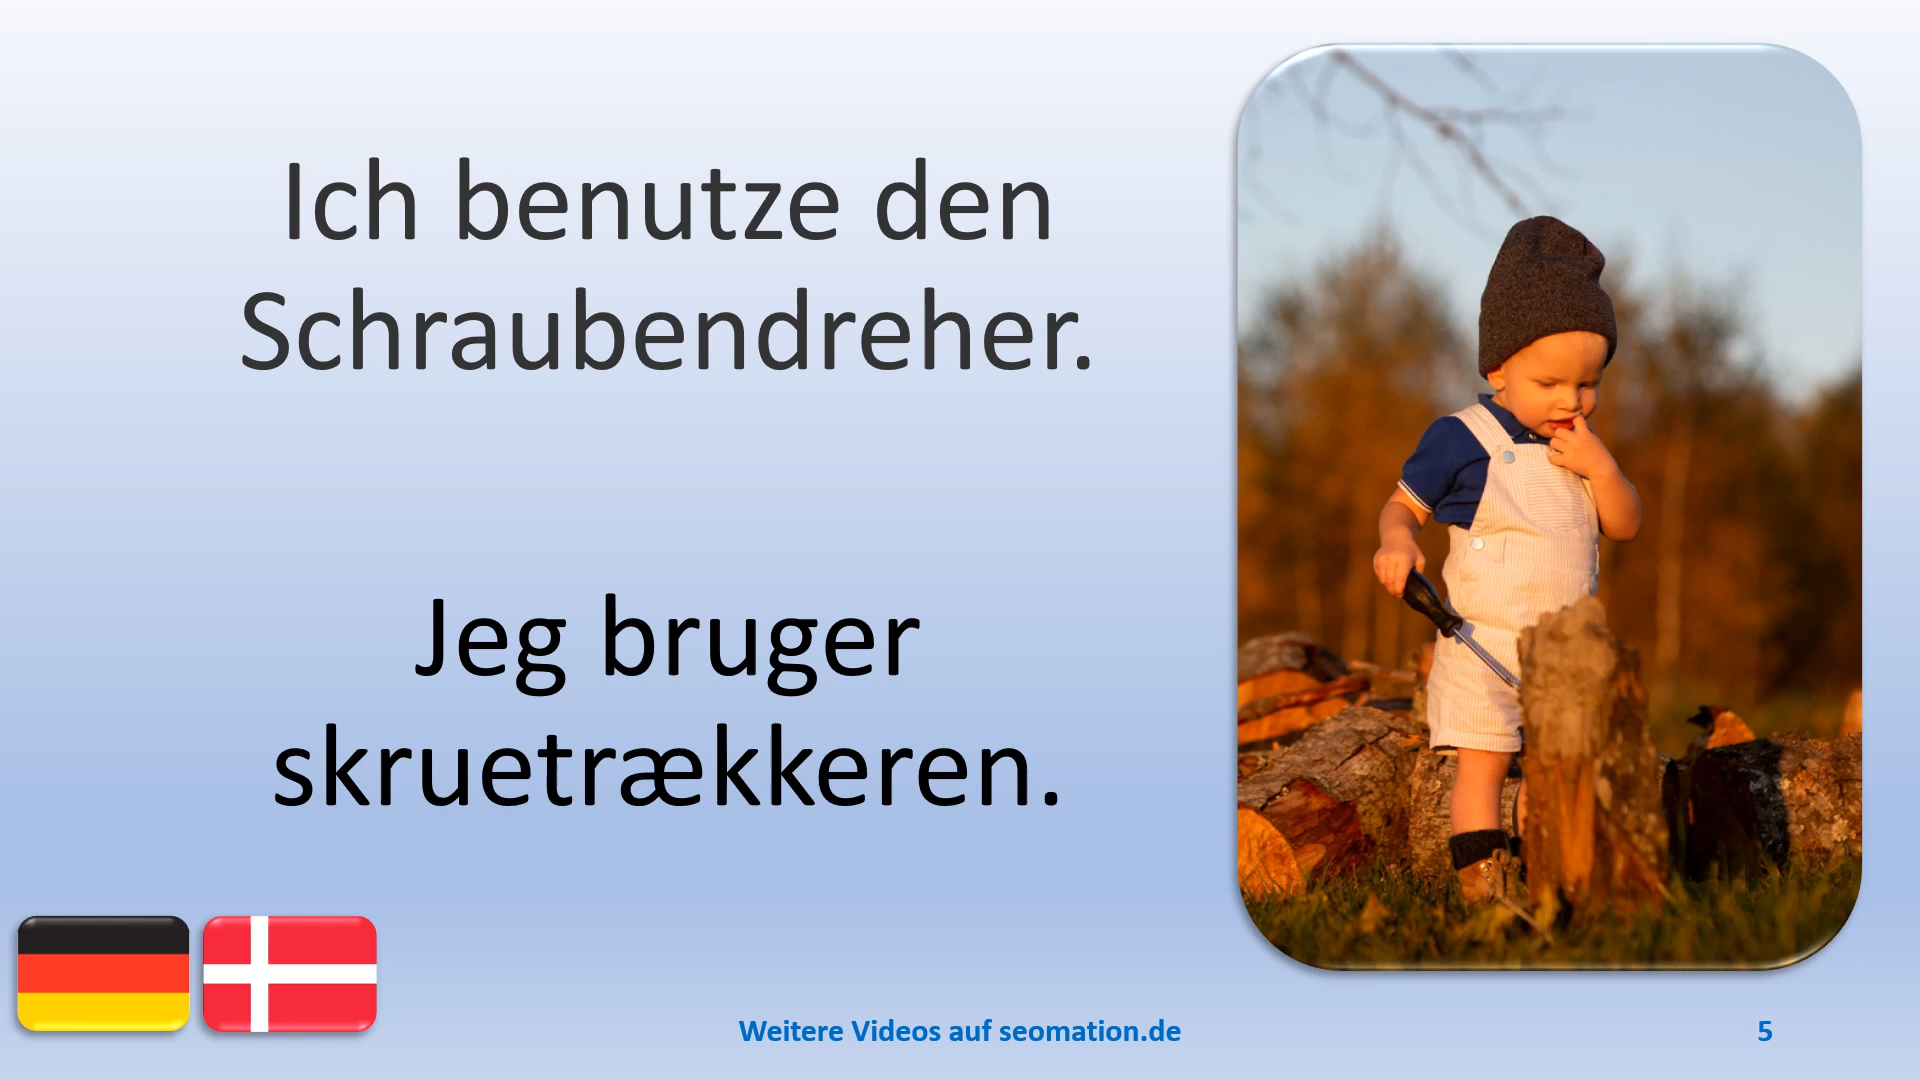 Ich benutze den
Schraubendreher.
Jeg bruger
skruetrækkeren.
Weitere Videos auf seomation.de
5